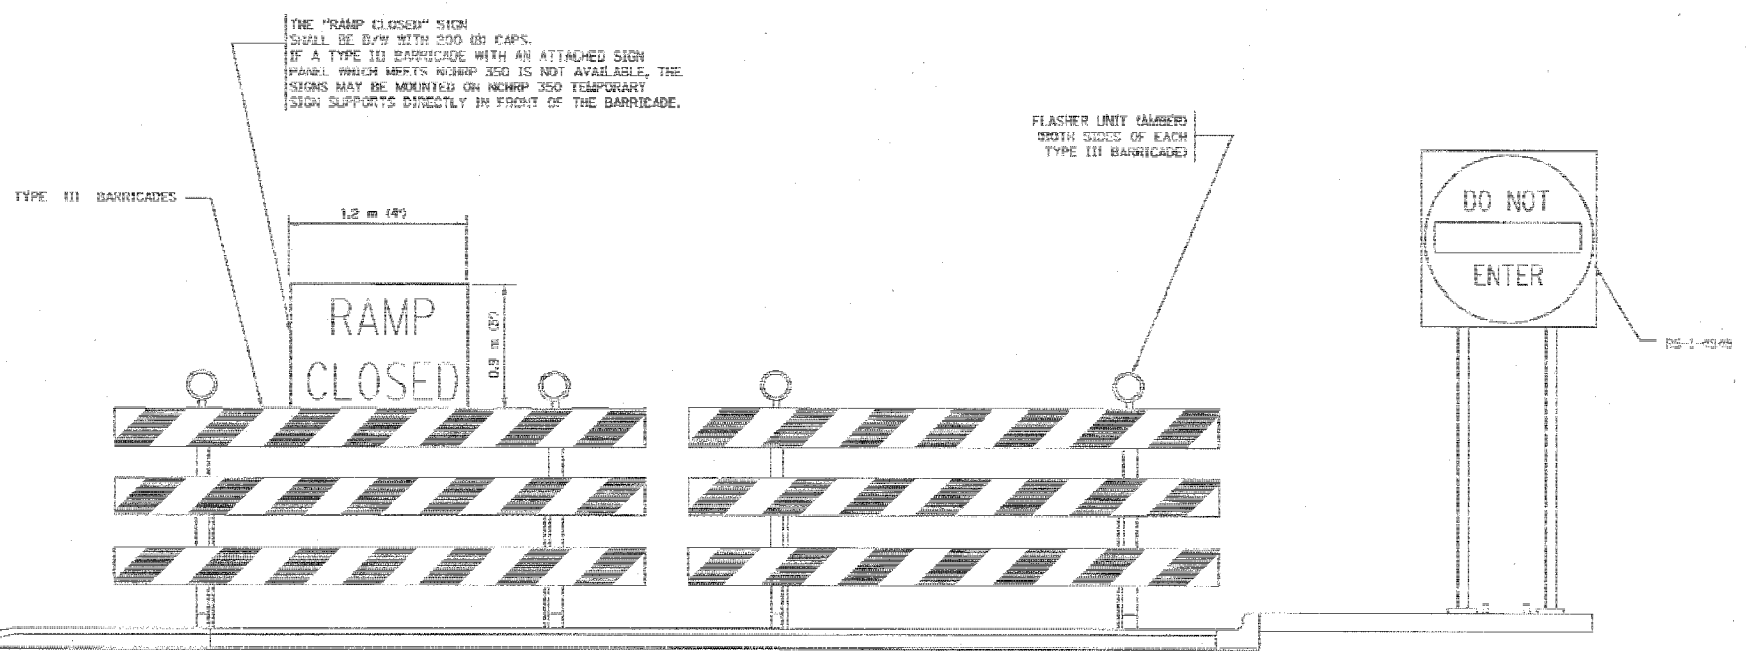 THE "RAMP CLOSED" SIGN
SHALL BE B/W WITH 200 (8) CAPS.
IF A TYPE III BARRICADE WITH AN ATTACHED SIGN
PANEL WHICH MEETS NCHRP 350 IS NOT AVAILABLE, THE
SIGNS MAY BE MOUNTED ON NCHRP 350 TEMPORARY
SIGN SUPPORTS DIRECTLY IN FRONT OF THE BARRICADE.
FLASHER UNIT (AMBER)
(BOTH SIDES OF EACH
TYPE III BARRICADE)
TYPE III BARRICADES
1.2 m (4')
0.9 m (3')
RAMP
CLOSED
DO NOT
ENTER